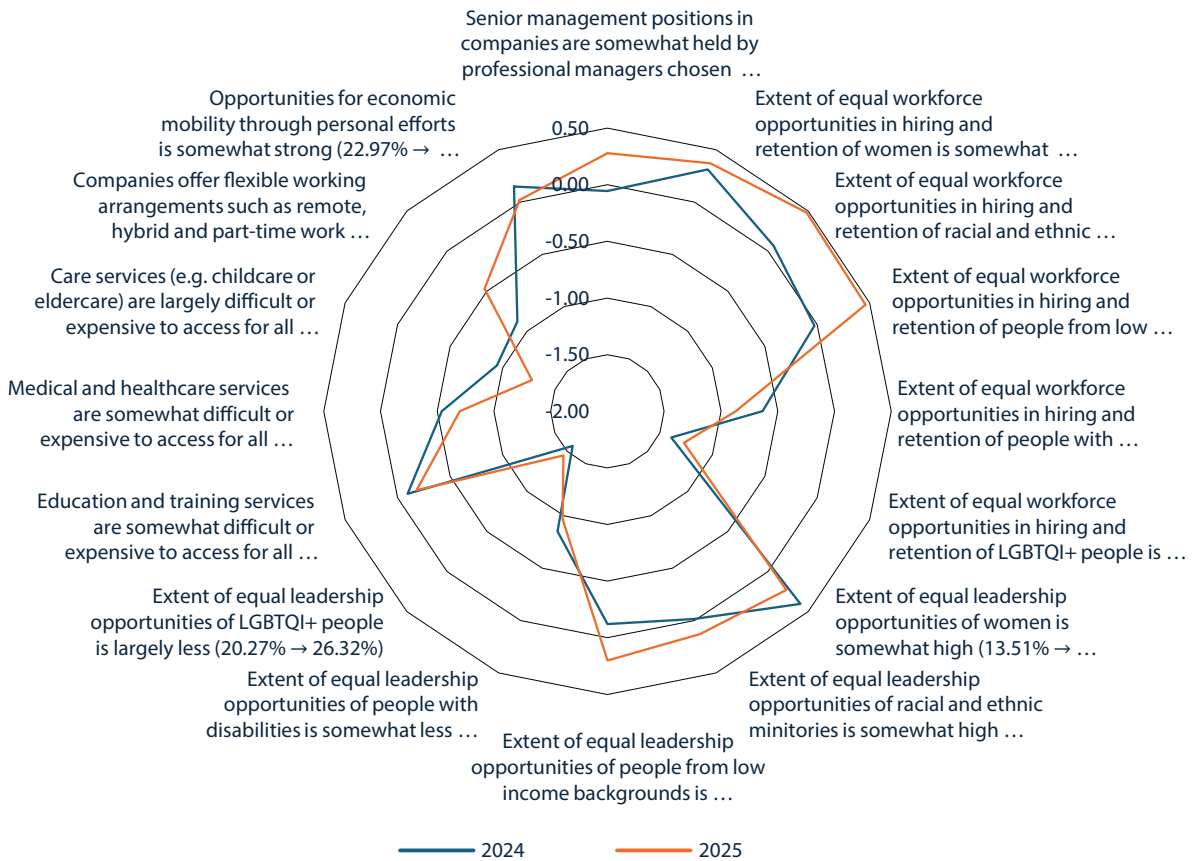 Senior management positions in
companies are somewhat held by
professional managers chosen …
Extent of equal workforce
opportunities in hiring and
retention of women is somewhat …
Extent of equal workforce
opportunities in hiring and
retention of racial and ethnic …
Extent of equal workforce
opportunities in hiring and
retention of people from low …
Extent of equal workforce
opportunities in hiring and
retention of people with …
Extent of equal workforce
opportunities in hiring and
retention of LGBTQI+ people is …
Extent of equal leadership
opportunities of women is
somewhat high (13.51% → …
Extent of equal leadership
opportunities of racial and ethnic
minitories is somewhat high …
Extent of equal leadership
opportunities of people from low
income backgrounds is …
Extent of equal leadership
opportunities of people with
disabilities is somewhat less …
Extent of equal leadership
opportunities of LGBTQI+ people
is largely less (20.27% → 26.32%)
Education and training services
are somewhat difficult or
expensive to access for all …
Medical and healthcare services
are somewhat difficult or
expensive to access for all …
Care services (e.g. childcare or
eldercare) are largely difficult or
expensive to access for all …
Companies offer flexible working
arrangements such as remote,
hybrid and part-time work …
Opportunities for economic
mobility through personal efforts
is somewhat strong (22.97% → …
0.50
0.00
-0.50
-1.00
-1.50
-2.00
2024
2025